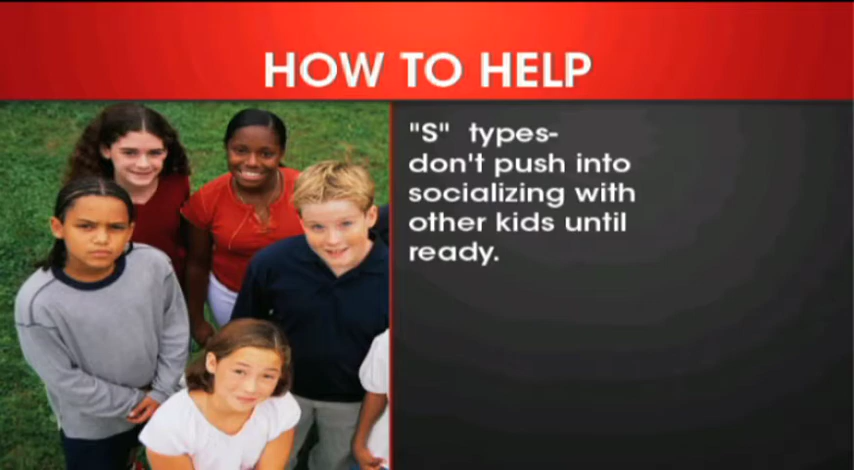 HOW TO HELP
"S" types-
don't push into
socializing with
other kids until
ready.